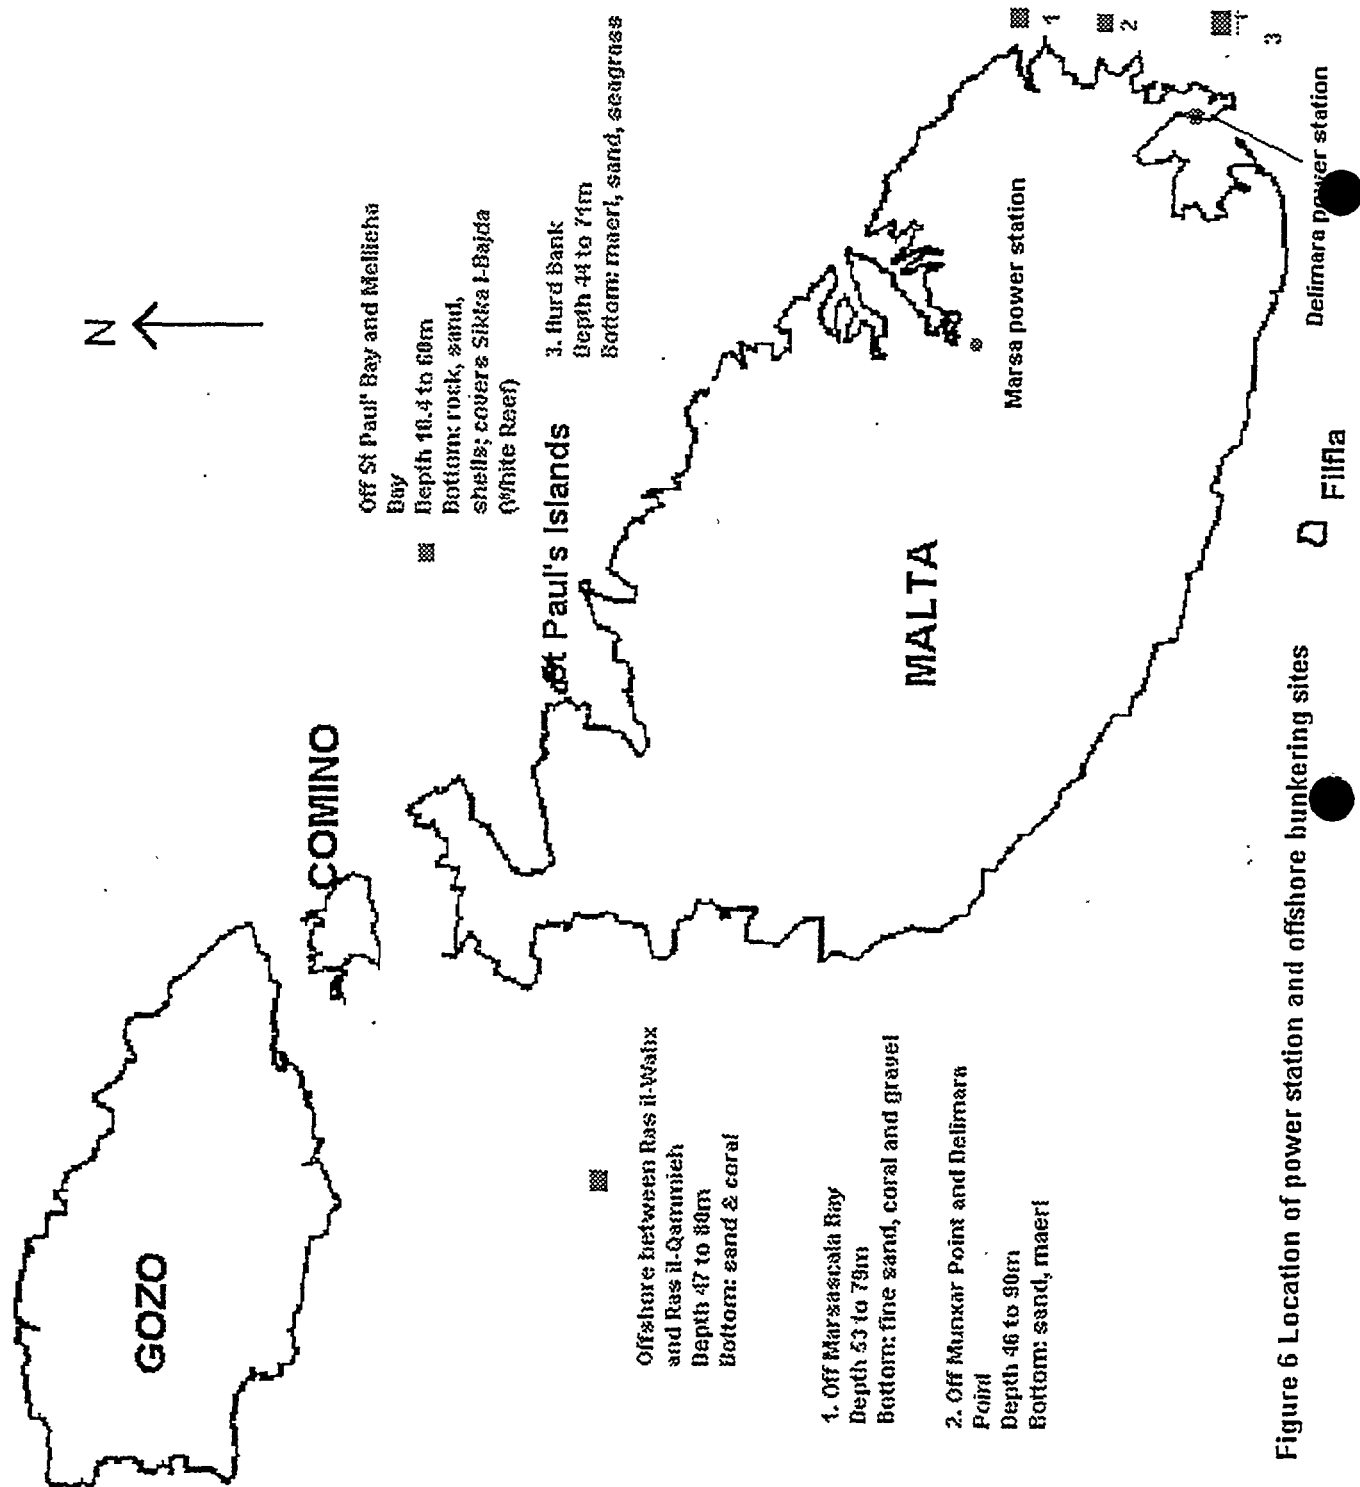 N
GOZO
COMINO
St Paul's Islands
MALTA
Filfla
Marsa power station
Delimara power station
Off St Paul' Bay and Mellieha
Bay
Depth 18.4 to 60m
Bottom: rock, sand,
shells; covers Sikka l-Bajda
(White Reef)
3. Hurd Bank
Depth 44 to 71m
Bottom: maerl, sand, seagrass
Offshore between Ras il-Wahx
and Ras il-Qammieh
Depth 47 to 80m
Bottom: sand & coral
1. Off Marsascala Bay
Depth 53 to 79m
Bottom: fine sand, coral and gravel
2. Off Munxar Point and Delimara
Point
Depth 46 to 90m
Bottom: sand, maerl
1
2
3
Figure 6 Location of power station and offshore bunkering sites